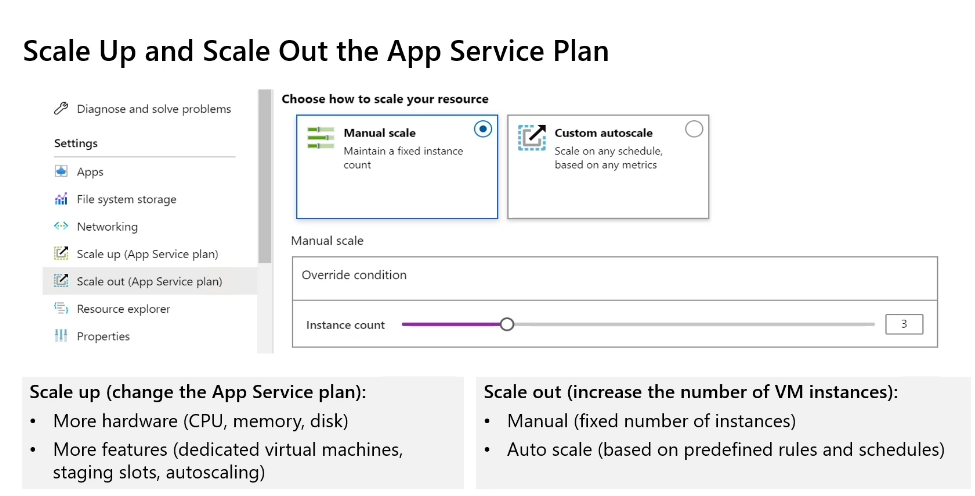 Scale Up and Scale Out the App Service Plan
Diagnose and solve problems
Settings
Apps
File system storage
Networking
Scale up (App Service plan)
Scale out (App Service plan)
Resource explorer
Properties
Choose how to scale your resource
Manual scale
Maintain a fixed instance
count
Custom autoscale
Scale on any schedule,
based on any metrics
Manual scale
Override condition
Instance count
3
Scale up (change the App Service plan):
• More hardware (CPU, memory, disk)
• More features (dedicated virtual machines,
staging slots, autoscaling)
Scale out (increase the number of VM instances):
• Manual (fixed number of instances)
• Auto scale (based on predefined rules and schedules)